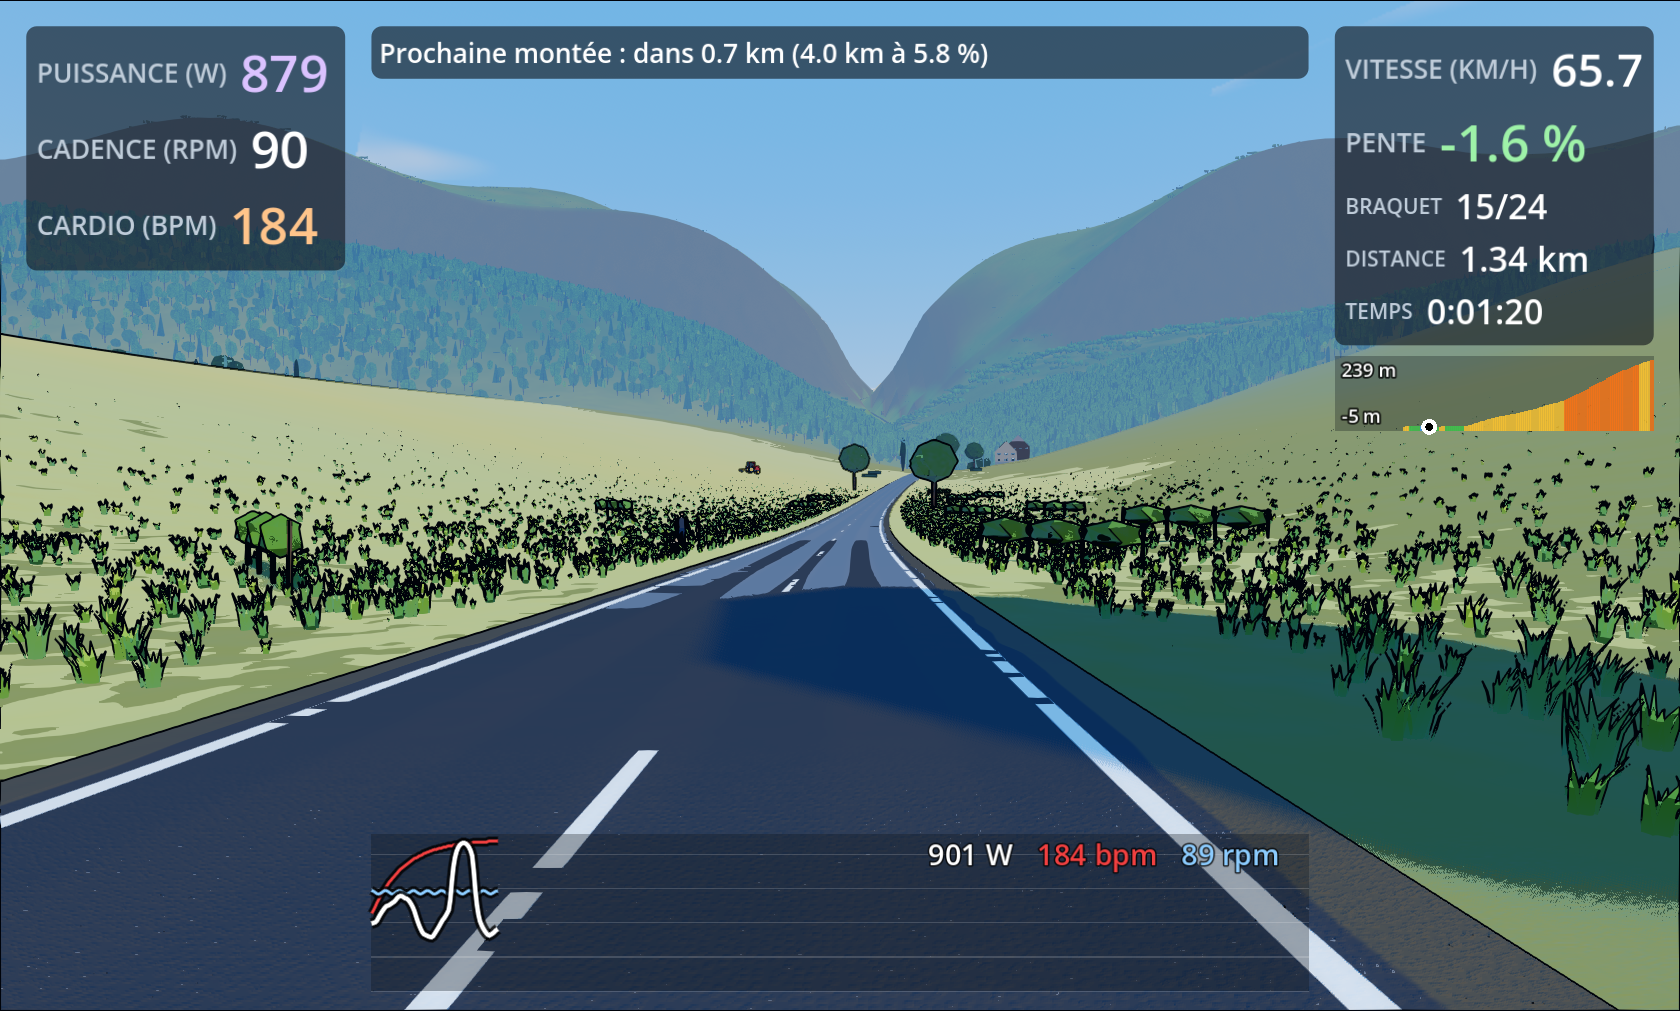 PUISSANCE (W) 879
CADENCE (RPM) 90
CARDIO (BPM) 184
Prochaine montée : dans 0.7 km (4.0 km à 5.8 %)
VITESSE (KM/H) 65.7
PENTE -1.6 %
BRAQUET 15/24
DISTANCE 1.34 km
TEMPS 0:01:20
239 m
-5 m
901 W 184 bpm 89 rpm